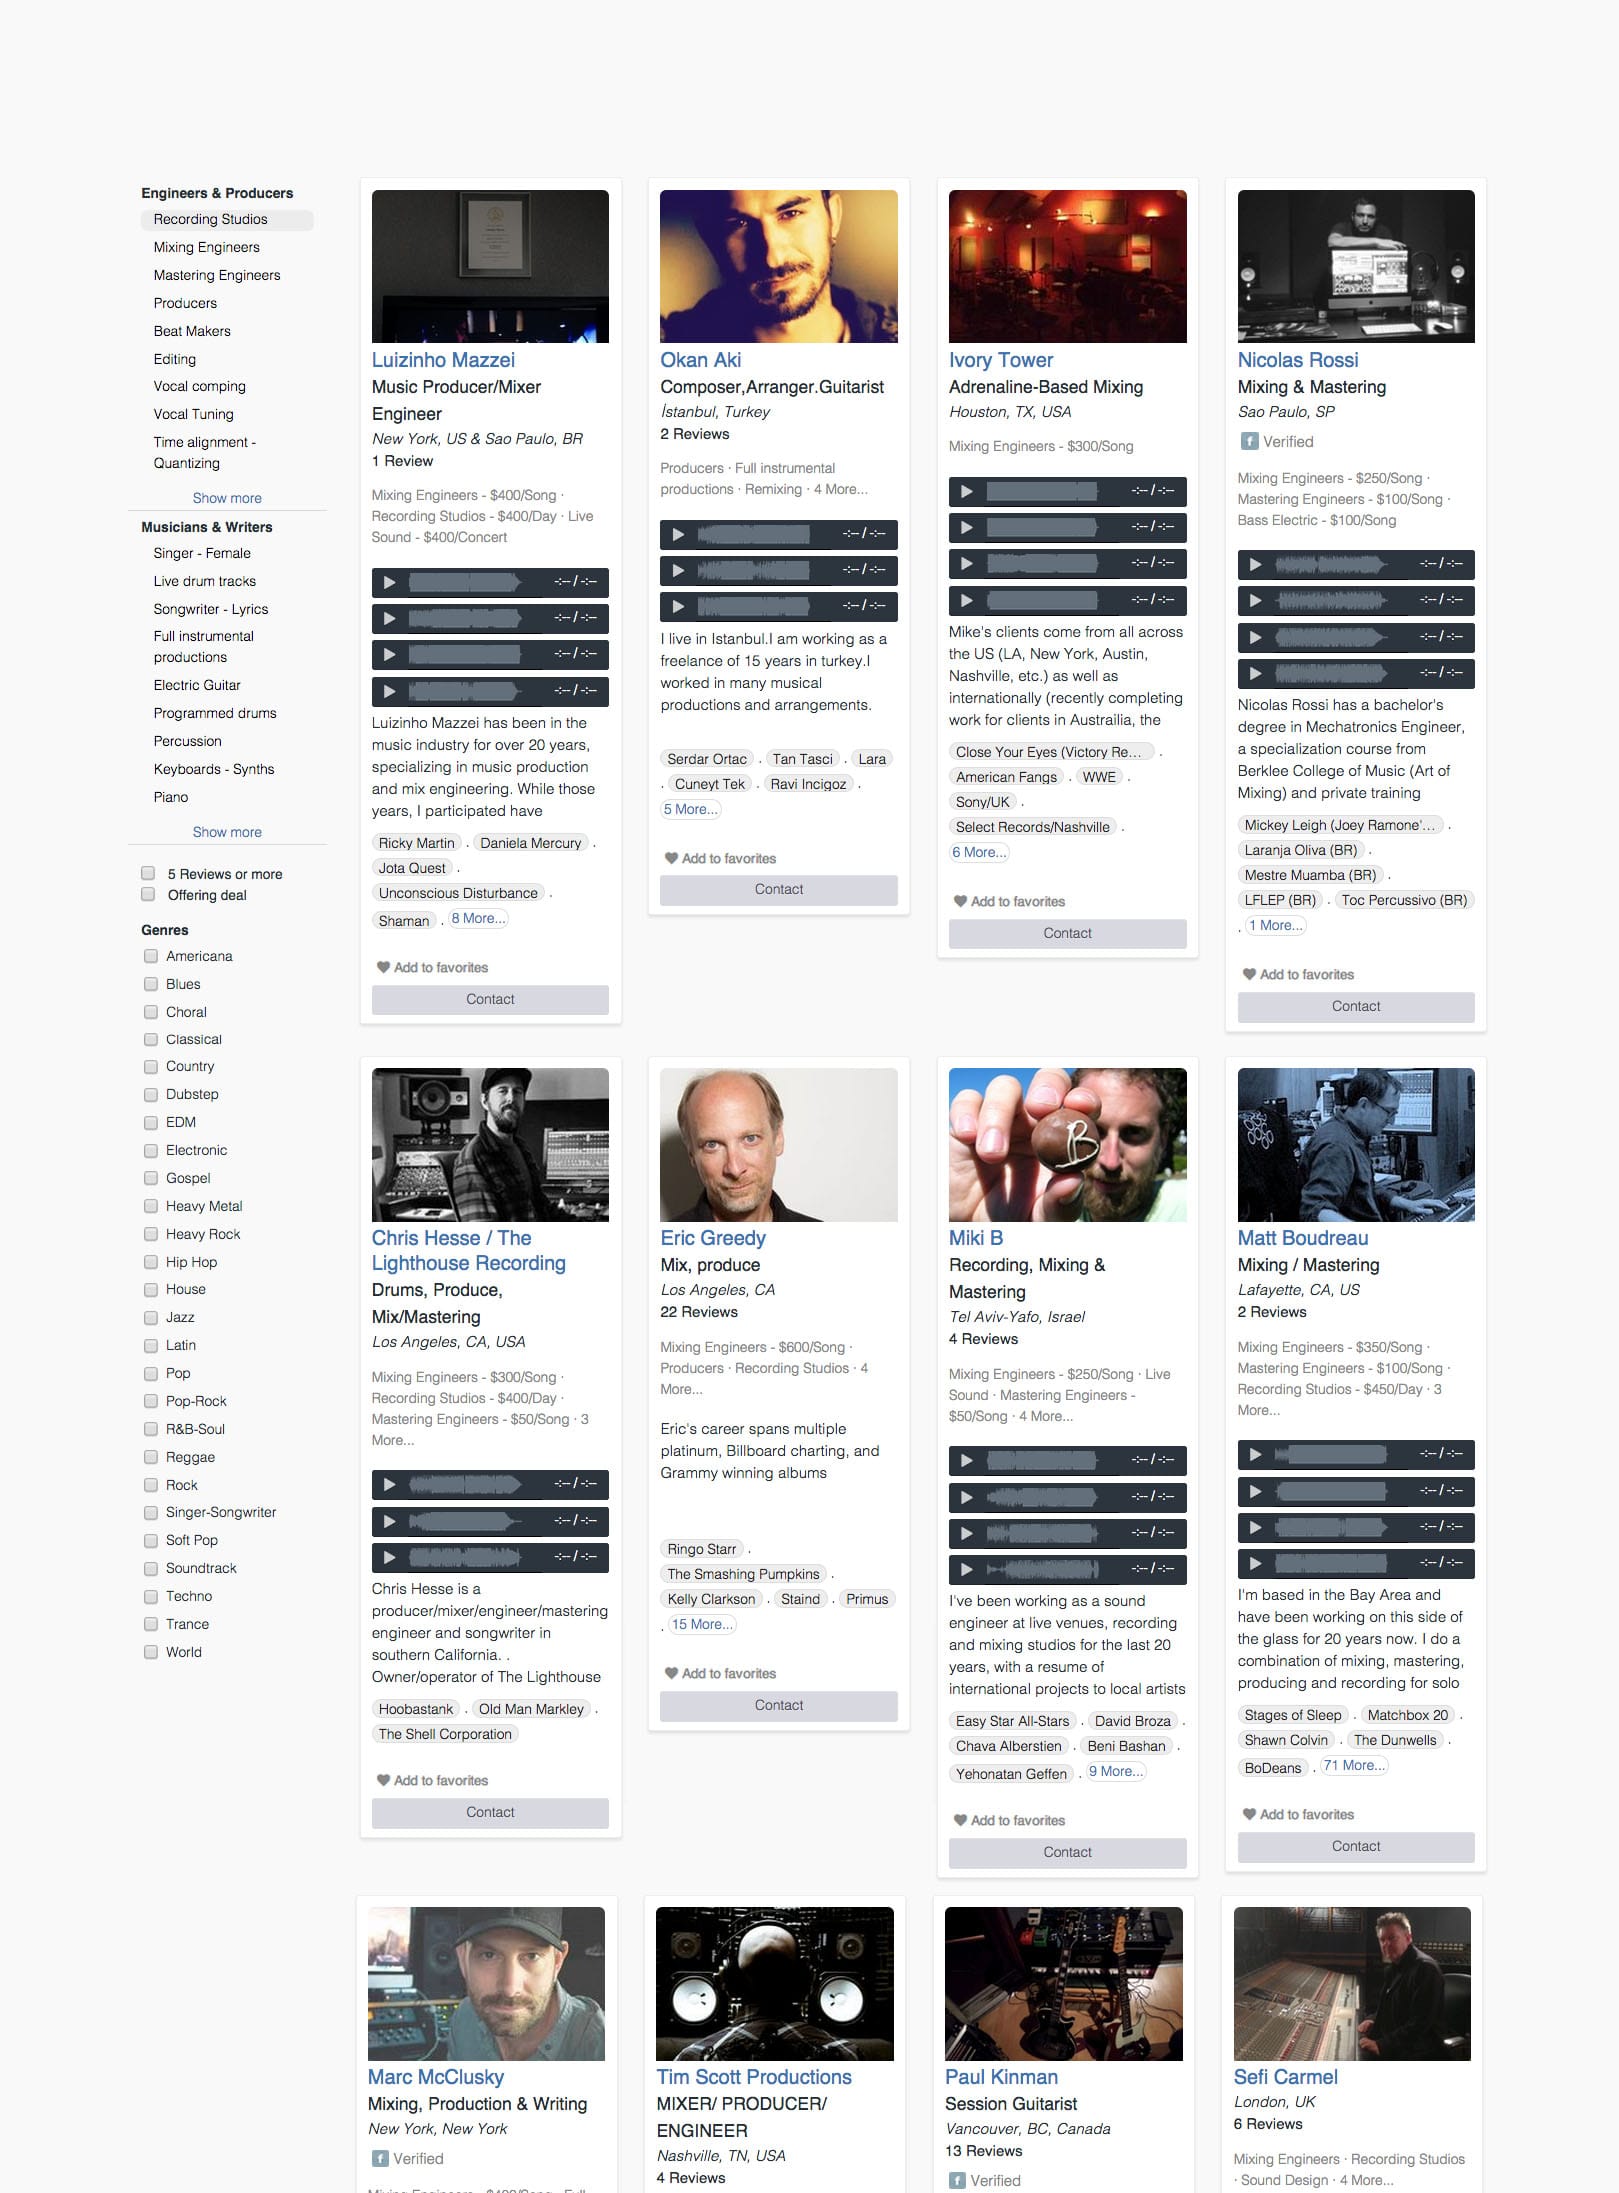 Engineers & Producers
Recording Studios
Mixing Engineers
Mastering Engineers
Producers
Beat Makers
Editing
Vocal comping
Vocal Tuning
Time alignment -
Quantizing
Show more
Musicians & Writers
Singer - Female
Live drum tracks
Songwriter - Lyrics
Full instrumental
productions
Electric Guitar
Programmed drums
Percussion
Keyboards - Synths
Piano
Show more
5 Reviews or more
Offering deal
Genres
Americana
Blues
Choral
Classical
Country
Dubstep
EDM
Electronic
Gospel
Heavy Metal
Heavy Rock
Hip Hop
House
Jazz
Latin
Pop
Pop-Rock
R&B-Soul
Reggae
Rock
Singer-Songwriter
Soft Pop
Soundtrack
Techno
Trance
World
Luizinho Mazzei
Music Producer/Mixer
Engineer
New York, US & Sao Paulo, BR
1 Review
Mixing Engineers - $400/Song ·
Recording Studios - $400/Day · Live
Sound - $400/Concert
-:-- / -:--
-:-- / -:--
-:-- / -:--
-:-- / -:--
Luizinho Mazzei has been in the
music industry for over 20 years,
specializing in music production
and mix engineering. While those
years, I participated have
Ricky Martin . Daniela Mercury .
Jota Quest .
Unconscious Disturbance .
Shaman . 8 More...
Add to favorites
Contact
Okan Aki
Composer,Arranger.Guitarist
İstanbul, Turkey
2 Reviews
Producers · Full instrumental
productions · Remixing · 4 More...
-:-- / -:--
-:-- / -:--
-:-- / -:--
I live in Istanbul.I am working as a
freelance of 15 years in turkey.I
worked in many musical
productions and arrangements.
Serdar Ortac . Tan Tasci . Lara
. Cuneyt Tek . Ravi Incigoz .
5 More...
Add to favorites
Contact
Ivory Tower
Adrenaline-Based Mixing
Houston, TX, USA
Mixing Engineers - $300/Song
-:-- / -:--
-:-- / -:--
-:-- / -:--
-:-- / -:--
Mike's clients come from all across
the US (LA, New York, Austin,
Nashville, etc.) as well as
internationally (recently completing
work for clients in Austrailia, the
Close Your Eyes (Victory Re... .
American Fangs . WWE .
Sony/UK .
Select Records/Nashville .
6 More...
Add to favorites
Contact
Nicolas Rossi
Mixing & Mastering
Sao Paulo, SP
f Verified
Mixing Engineers - $250/Song ·
Mastering Engineers - $100/Song ·
Bass Electric - $100/Song
-:-- / -:--
-:-- / -:--
-:-- / -:--
-:-- / -:--
Nicolas Rossi has a bachelor's
degree in Mechatronics Engineer,
a specialization course from
Berklee College of Music (Art of
Mixing) and private training
Mickey Leigh (Joey Ramone'... .
Laranja Oliva (BR) .
Mestre Muamba (BR) .
LFLEP (BR) . Toc Percussivo (BR)
. 1 More...
Add to favorites
Contact
Chris Hesse / The
Lighthouse Recording
Drums, Produce,
Mix/Mastering
Los Angeles, CA, USA
Mixing Engineers - $300/Song ·
Recording Studios - $400/Day ·
Mastering Engineers - $50/Song · 3
More...
-:-- / -:--
-:-- / -:--
-:-- / -:--
Chris Hesse is a
producer/mixer/engineer/mastering
engineer and songwriter in
southern California. .
Owner/operator of The Lighthouse
Hoobastank . Old Man Markley .
The Shell Corporation
Add to favorites
Contact
Eric Greedy
Mix, produce
Los Angeles, CA
22 Reviews
Mixing Engineers - $600/Song ·
Producers · Recording Studios · 4
More...
Eric's career spans multiple
platinum, Billboard charting, and
Grammy winning albums
Ringo Starr .
The Smashing Pumpkins .
Kelly Clarkson . Staind . Primus
. 15 More...
Add to favorites
Contact
B
Miki B
Recording, Mixing &
Mastering
Tel Aviv-Yafo, Israel
4 Reviews
Mixing Engineers - $250/Song · Live
Sound · Mastering Engineers -
$50/Song · 4 More...
-:-- / -:--
-:-- / -:--
-:-- / -:--
-:-- / -:--
I've been working as a sound
engineer at live venues, recording
and mixing studios for the last 20
years, with a resume of
international projects to local artists
Easy Star All-Stars . David Broza .
Chava Alberstien . Beni Bashan .
Yehonatan Geffen . 9 More...
Add to favorites
Contact
Matt Boudreau
Mixing / Mastering
Lafayette, CA, US
2 Reviews
Mixing Engineers - $350/Song ·
Mastering Engineers - $100/Song ·
Recording Studios - $450/Day · 3
More...
-:-- / -:--
-:-- / -:--
-:-- / -:--
-:-- / -:--
I'm based in the Bay Area and
have been working on this side of
the glass for 20 years now. I do a
combination of mixing, mastering,
producing and recording for solo
Stages of Sleep . Matchbox 20 .
Shawn Colvin . The Dunwells .
BoDeans . 71 More...
Add to favorites
Contact
Marc McClusky
Mixing, Production & Writing
New York, New York
f Verified
Tim Scott Productions
MIXER/ PRODUCER/
ENGINEER
Nashville, TN, USA
4 Reviews
Paul Kinman
Session Guitarist
Vancouver, BC, Canada
13 Reviews
f Verified
Sefi Carmel
London, UK
6 Reviews
Mixing Engineers · Recording Studios
· Sound Design · 4 More...